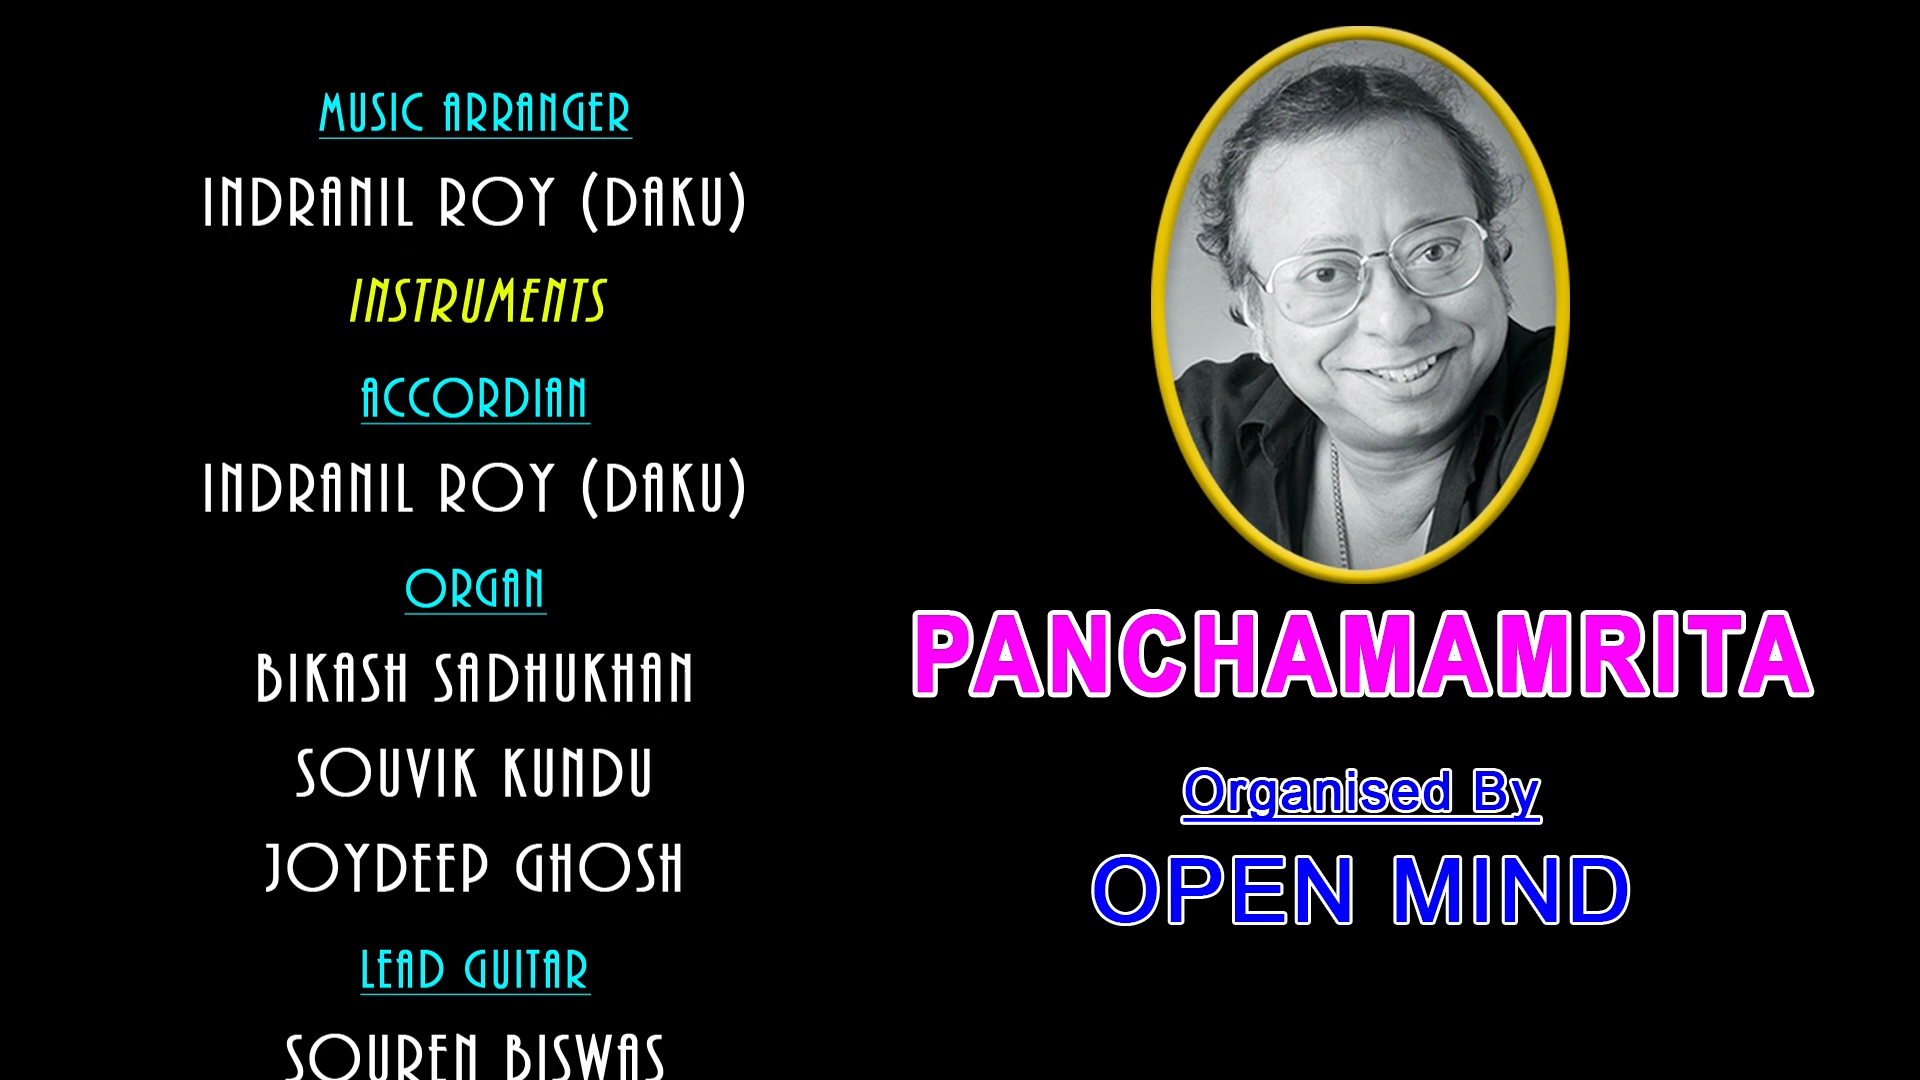 MUSIC ARRANGER
INDRANIL ROY (DAKU)
INSTRUMENTS
ACCORDIAN
INDRANIL ROY (DAKU)
ORGAN
BIKASH SADHUKHAN
SOUVIK KUNDU
JOYDEEP GHOSH
LEAD GUITAR
SOUREN BISWAS
PANCHAMAMRITA
Organised By
OPEN MIND